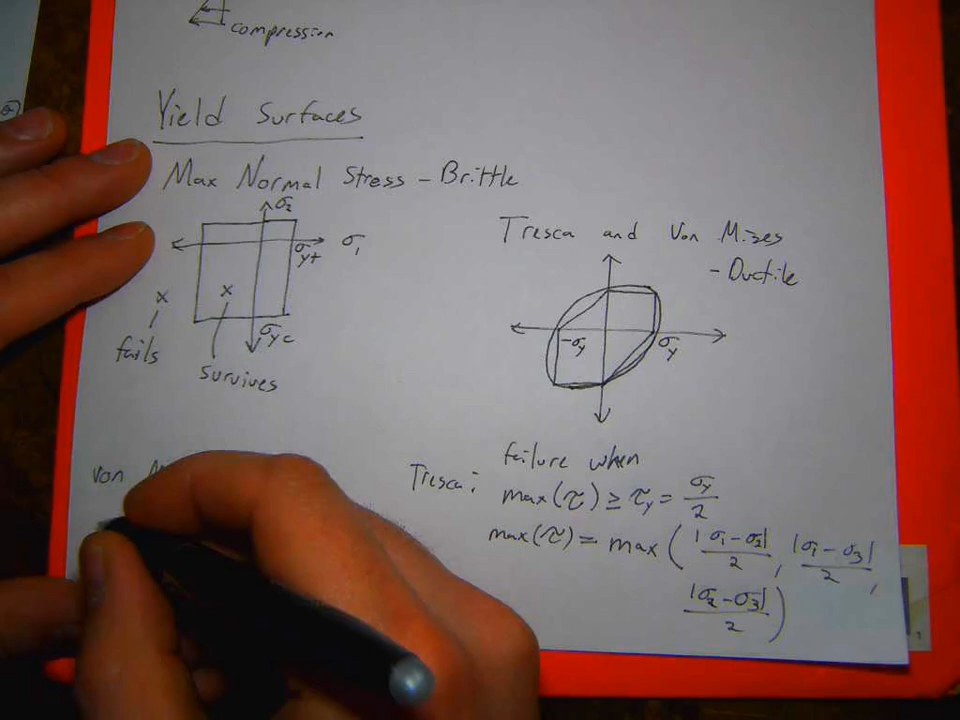 compression
Yield Surfaces
Max Normal Stress - Brittle
σ₂
σ₁
σyt
x
x
σyc
fails
survives
Tresca and Von Mises
- Ductile
-σy
σy
Von
Tresca: failure when
max(τ) ≥ τy = σy/2
max(τ) = max( |σ₁-σ₂|/2, |σ₁-σ₃|/2,
|σ₂-σ₃|/2 )